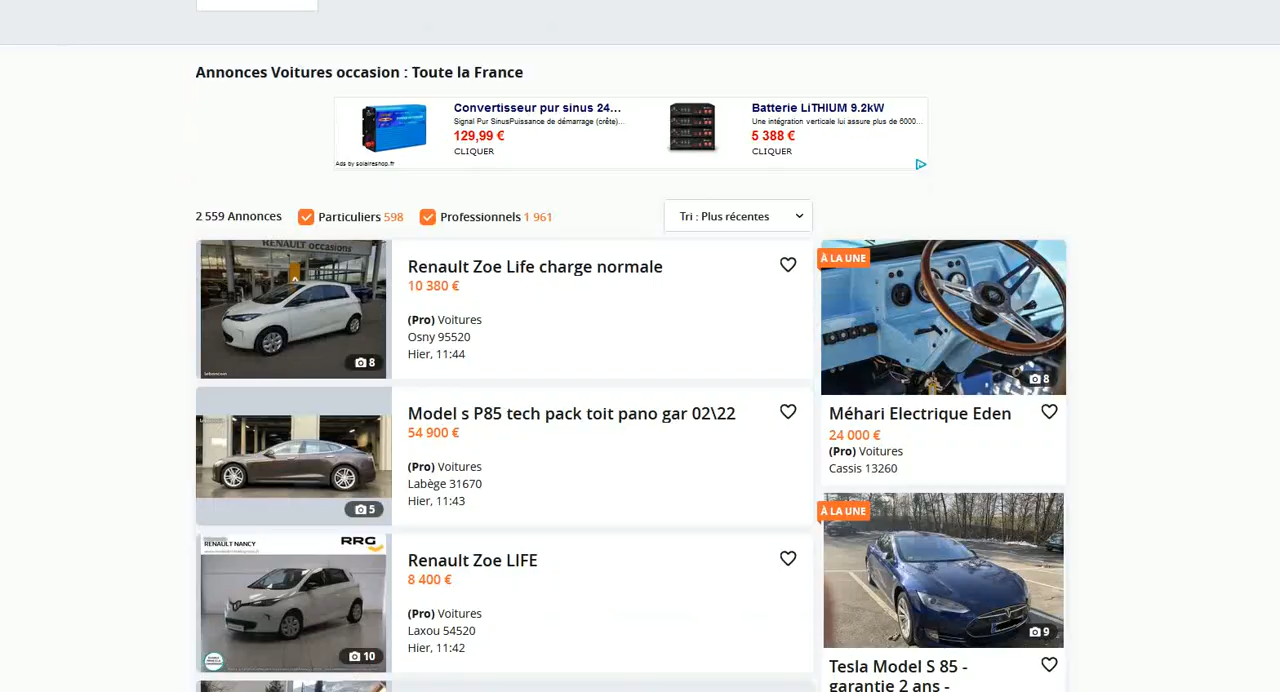 Annonces Voitures occasion : Toute la France
Convertisseur pur sinus 24...
Signal Pur SinusPuissance de démarrage (crête)...
129,99 €
CLIQUER
Ads by solaireshop.fr
Batterie LiTHIUM 9.2kW
Une intégration verticale lui assure plus de 6000...
5 388 €
CLIQUER
2 559 Annonces
Particuliers 598
Professionnels 1 961
Tri : Plus récentes
RENAULT occasions
8
Renault Zoe Life charge normale
10 380 €
(Pro) Voitures
Osny 95520
Hier, 11:44
5
Model s P85 tech pack toit pano gar 02\22
54 900 €
(Pro) Voitures
Labège 31670
Hier, 11:43
RENAULT NANCY
RRG
10
Renault Zoe LIFE
8 400 €
(Pro) Voitures
Laxou 54520
Hier, 11:42
À LA UNE
8
Méhari Electrique Eden
24 000 €
(Pro) Voitures
Cassis 13260
À LA UNE
9
Tesla Model S 85 -
garantie 2 ans -